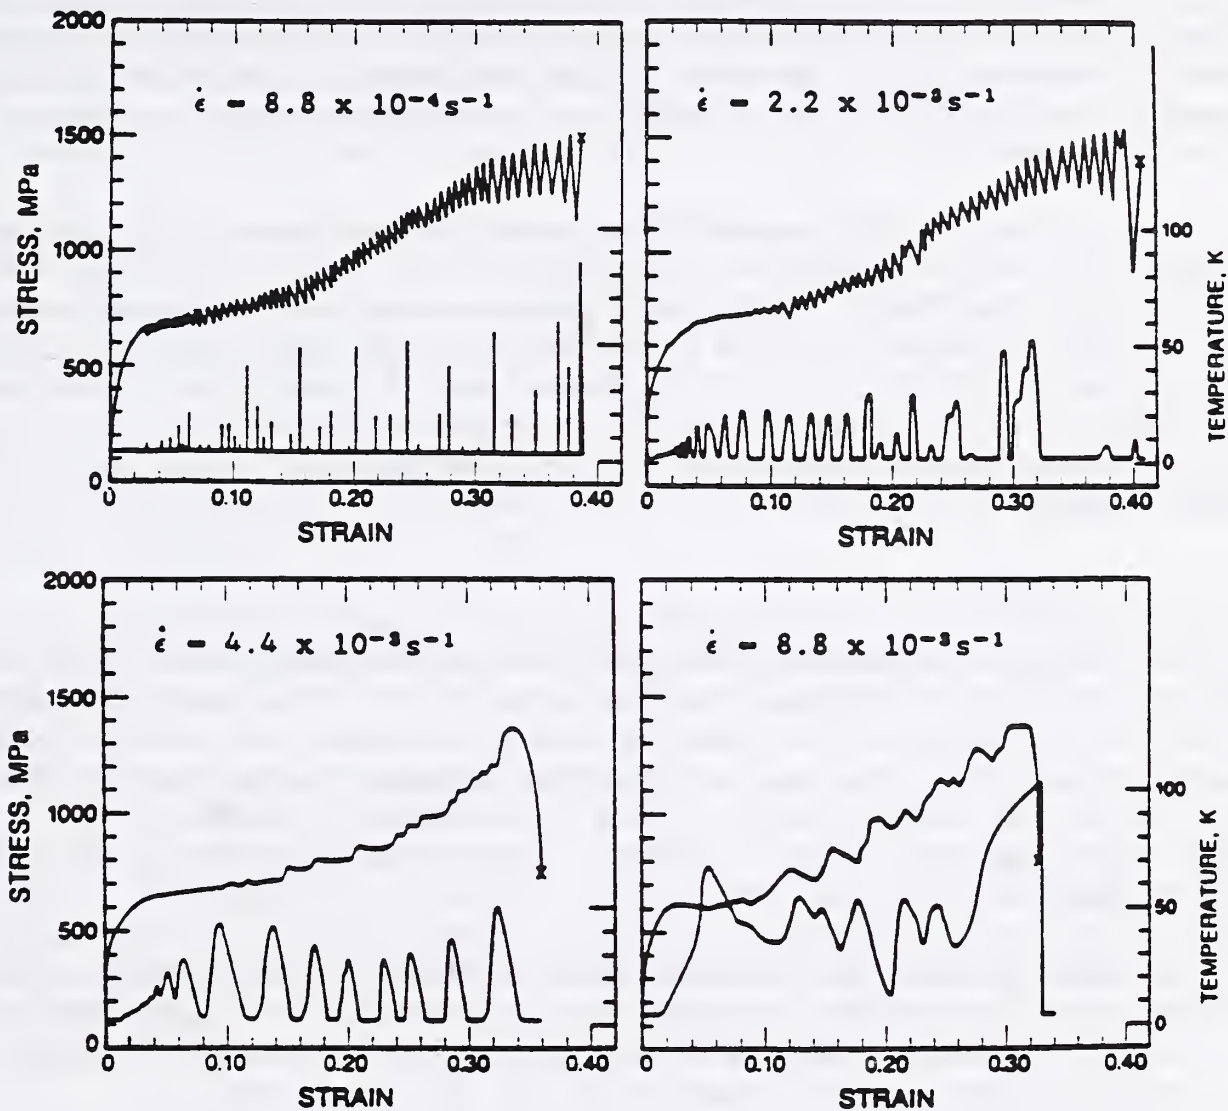 2000
1500
1000
500
0
STRESS, MPa
ε̇ = 8.8 x 10⁻⁴s⁻¹
0 0.10 0.20 0.30 0.40
STRAIN
ε̇ = 2.2 x 10⁻³s⁻¹
0 0.10 0.20 0.30 0.40
STRAIN
100
50
0
TEMPERATURE, K
2000
1500
1000
500
0
STRESS, MPa
ε̇ = 4.4 x 10⁻³s⁻¹
0 0.10 0.20 0.30 0.40
STRAIN
ε̇ = 8.8 x 10⁻³s⁻¹
0 0.10 0.20 0.30 0.40
STRAIN
100
50
0
TEMPERATURE, K